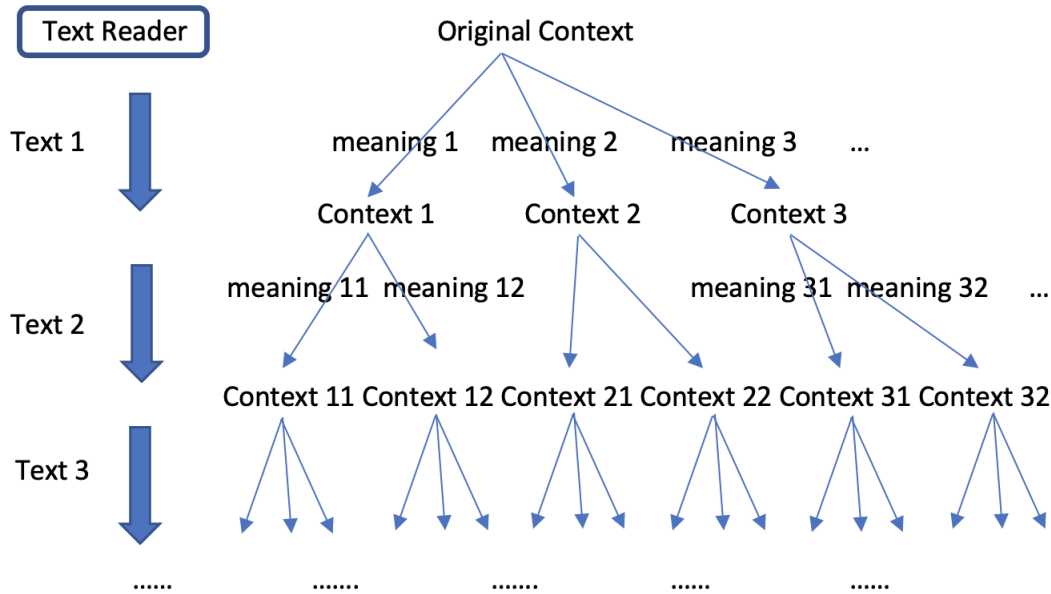 Text Reader
Original Context
Text 1
meaning 1 meaning 2 meaning 3 ...
Context 1 Context 2 Context 3
meaning 11 meaning 12 meaning 31 meaning 32 ...
Text 2
Context 11 Context 12 Context 21 Context 22 Context 31 Context 32
Text 3
...... ....... ....... ...... ......